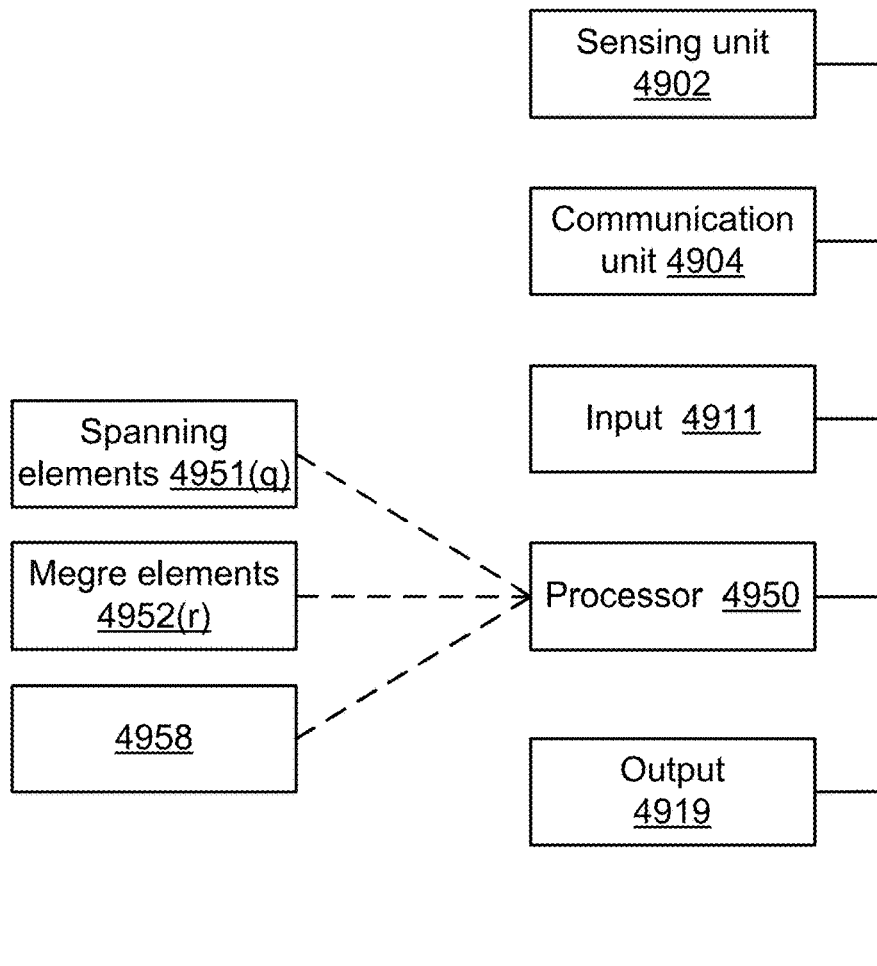 Sensing unit
4902
Communication
unit 4904
Input 4911
Spanning
elements 4951(q)
Megre elements
4952(r)
Processor 4950
4958
Output
4919